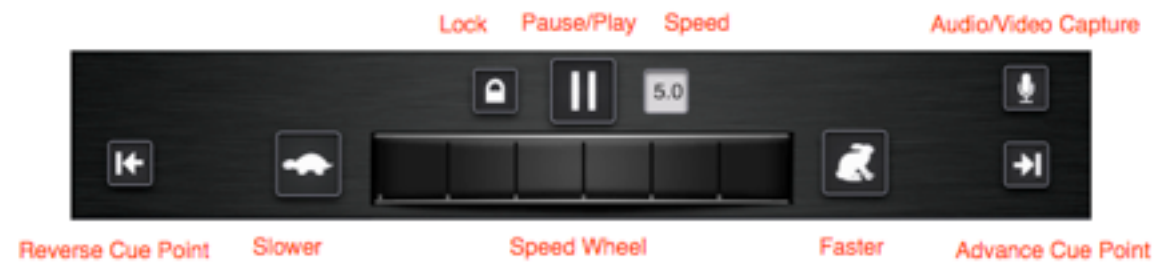 Lock Pause/Play Speed Audio/Video Capture
5.0
Reverse Cue Point Slower Speed Wheel Faster Advance Cue Point